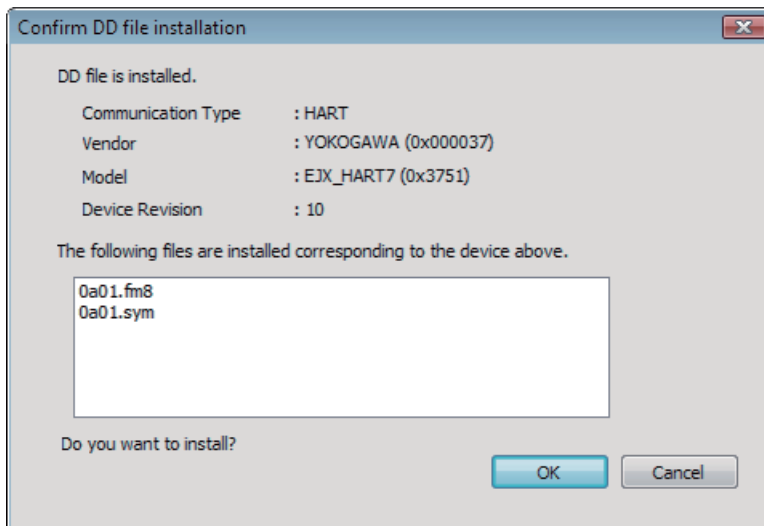 Confirm DD file installation
DD file is installed.
Communication Type : HART
Vendor : YOKOGAWA (0x000037)
Model : EJX_HART7 (0x3751)
Device Revision : 10
The following files are installed corresponding to the device above.
0a01.fm8
0a01.sym
Do you want to install?
OK Cancel